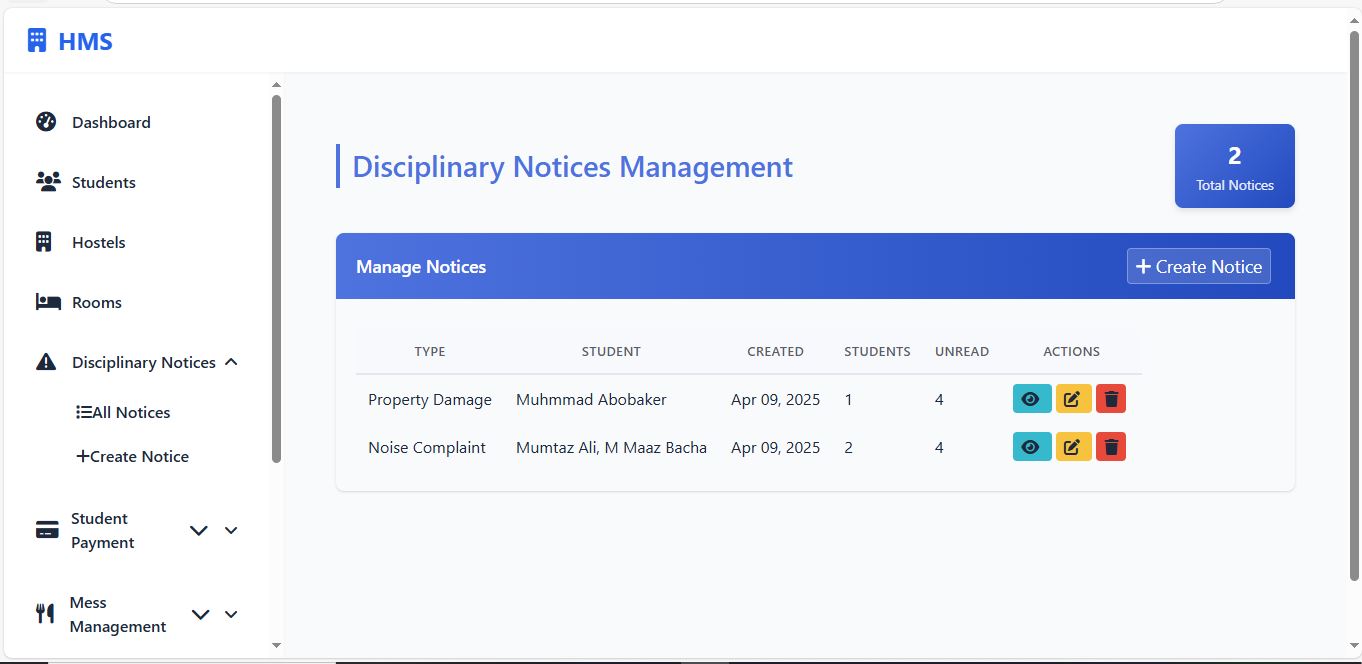 HMS
Dashboard
Students
Hostels
Rooms
Disciplinary Notices
All Notices
Create Notice
Student
Payment
Mess
Management
Disciplinary Notices Management
2
Total Notices
Manage Notices
+ Create Notice
TYPE STUDENT CREATED STUDENTS UNREAD ACTIONS
Property Damage Muhmmad Abobaker Apr 09, 2025 1 4
Noise Complaint Mumtaz Ali, M Maaz Bacha Apr 09, 2025 2 4